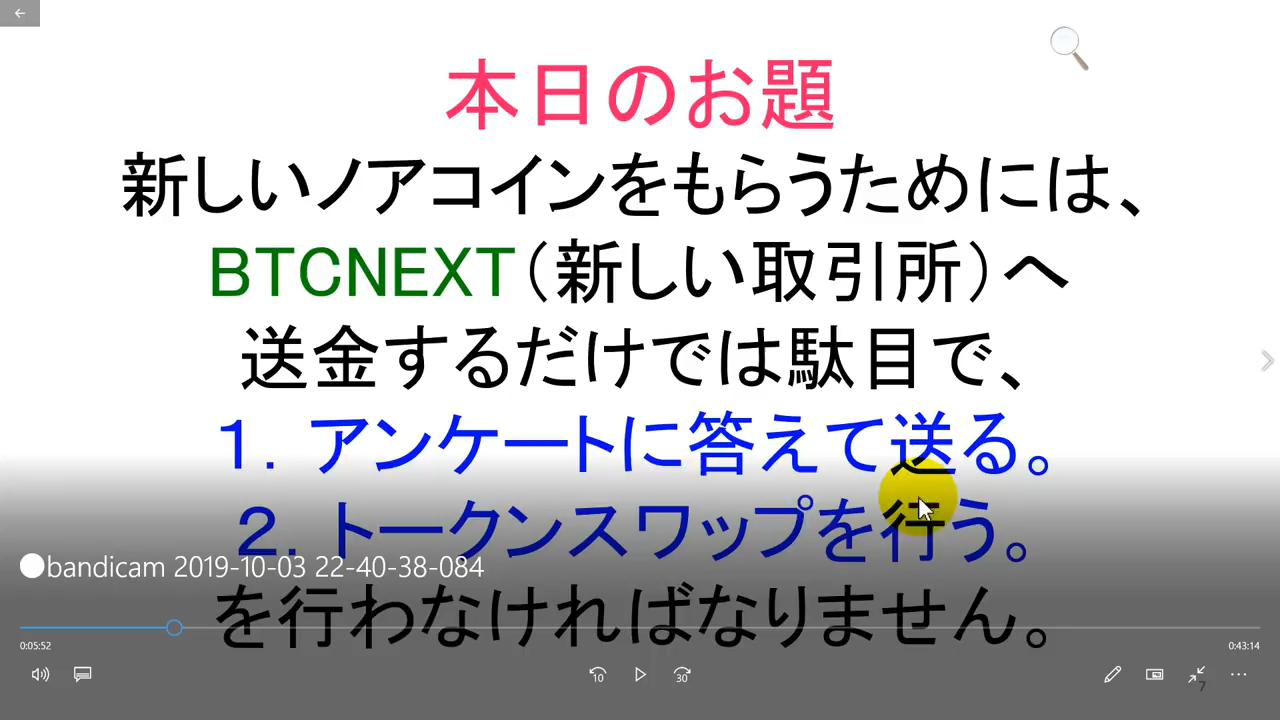 本日のお題
新しいノアコインをもらうためには、
BTCNEXT（新しい取引所）へ
送金するだけでは駄目で、
１．アンケートに答えて送る。
２．トークンスワップを行う。
●bandicam 2019-10-03 22-40-38-084
を行わなければなりません。
0:05:52
0:43:14
10
30
7